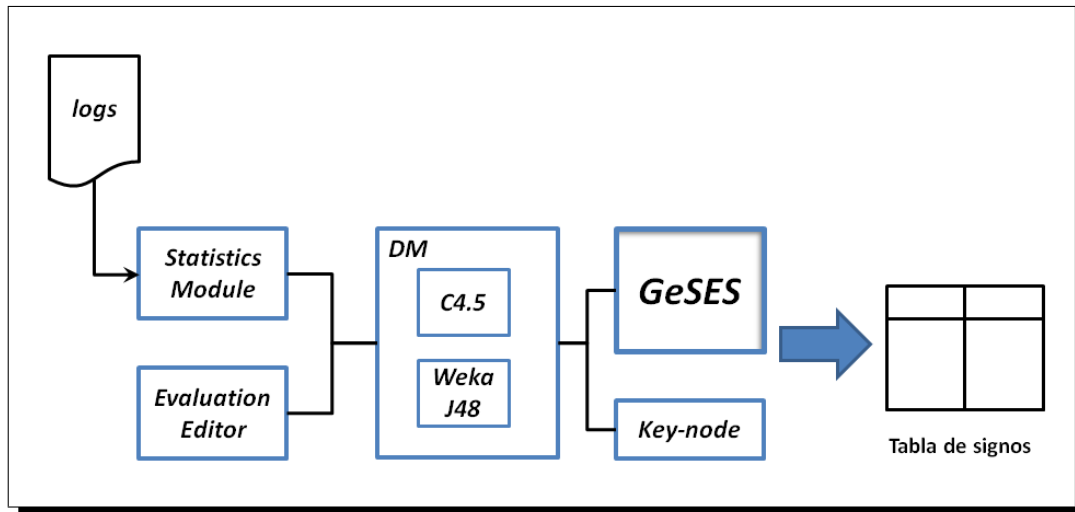 logs
Statistics
Module
Evaluation
Editor
DM
C4.5
Weka
J48
GeSES
Key-node
Tabla de signos